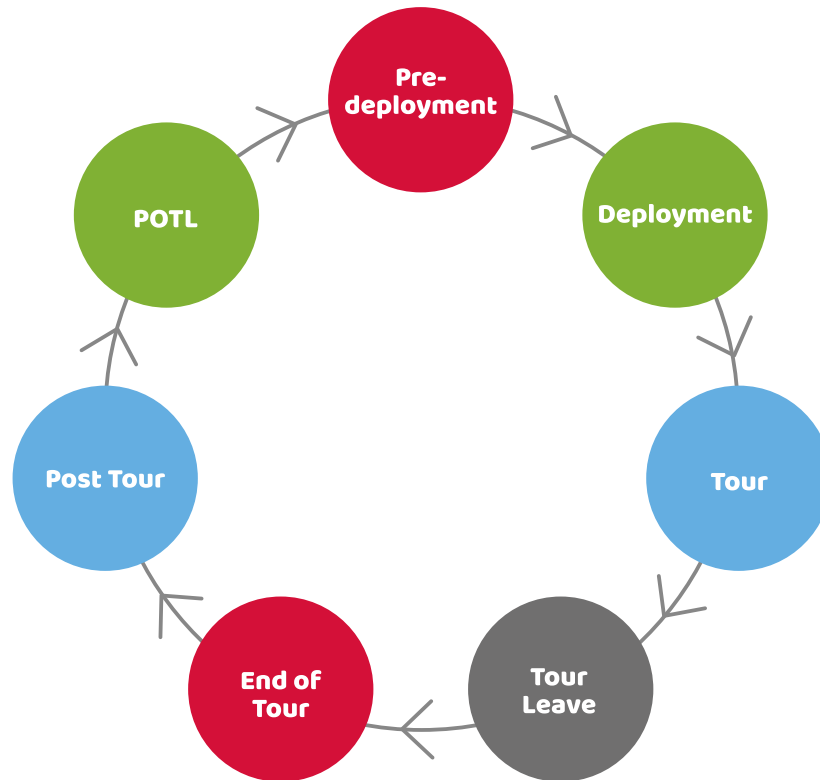 Pre-
deployment
Deployment
Tour
Tour
Leave
End of
Tour
Post Tour
POTL